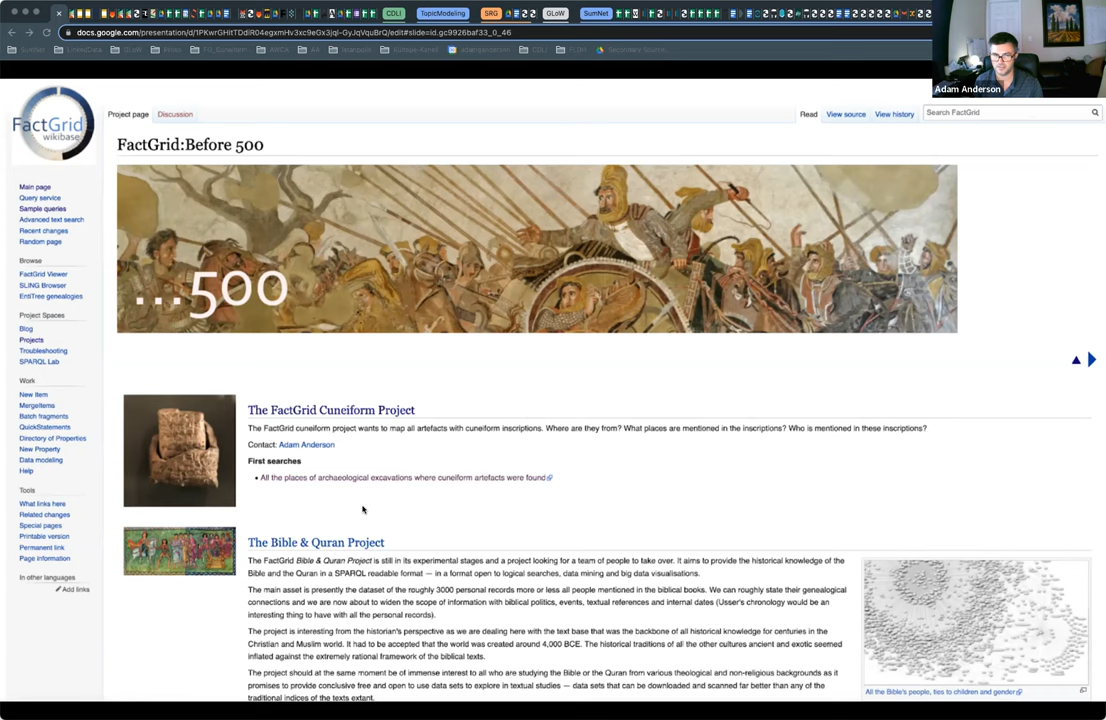 CDLI
TopicModeling
SRG
GLoW
SumNet
docs.google.com/presentation/d/1PKwrGHitTDdiR04egxmHv3xc9eGx3jqI-GyJqVquBrQ/edit#slide=id.gc9926baf33_0_46
Adam Anderson
FactGrid
wikibase
Project page
Discussion
Read
View source
View history
Search FactGrid
FactGrid:Before 500
...500
Main page
Query service
Sample queries
Advanced text search
Recent changes
Random page
Browse
FactGrid Viewer
SLING Browser
EntiTree genealogies
Project Spaces
Blog
Projects
Troubleshooting
SPARQL Lab
Work
New Item
MergeItems
Batch fragments
QuickStatements
Directory of Properties
New Property
Data modeling
Help
Tools
What links here
Related changes
Special pages
Printable version
Permanent link
Page information
In other languages
Add links
The FactGrid Cuneiform Project
The FactGrid cuneiform project wants to map all artefacts with cuneiform inscriptions. Where are they from? What places are mentioned in the inscriptions? Who is mentioned in these inscriptions?
Contact: Adam Anderson
First searches
• All the places of archaeological excavations where cuneiform artefacts were found
The Bible & Quran Project
The FactGrid Bible & Quran Project is still in its experimental stages and a project looking for a team of people to take over. It aims to provide the historical knowledge of the
Bible and the Quran in a SPARQL readable format — in a format open to logical searches, data mining and big data visualisations.
The main asset is presently the dataset of the roughly 3000 personal records more or less all people mentioned in the biblical books. We can roughly state their genealogical
connections and we are now about to widen the scope of information with biblical politics, events, textual references and internal dates (Usser's chronology would be an
interesting thing to have with all the personal records).
The project is interesting from the historian's perspective as we are dealing here with the text base that was the backbone of all historical knowledge for centuries in the
Christian and Muslim world. It had to be accepted that the world was created around 4,000 BCE. The historical traditions of all the other cultures ancient and exotic seemed
inflated against the extremely rational framework of the biblical texts.
The project should at the same moment be of immense interest to all who are studying the Bible or the Quran from various theological and non-religious backgrounds as it
promises to provide conclusive free and open to use data sets to explore in textual studies — data sets that can be downloaded and scanned far better than any of the
traditional indices of the texts extant.
All the Bible's people, ties to children and gender